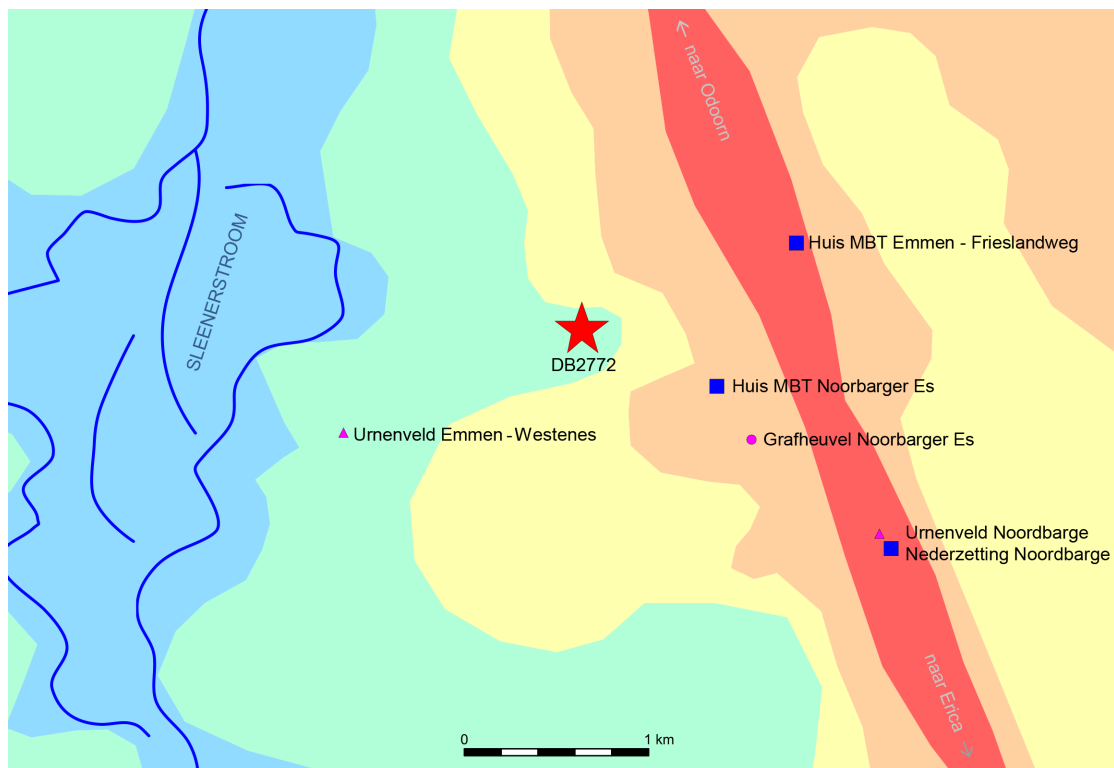 naar Odoorn
SLEENERSTROOM
Huis MBT Emmen - Frieslandweg
DB2772
Huis MBT Noorbarger Es
Urnenveld Emmen - Westenes
Grafheuvel Noorbarger Es
Urnenveld Noordbarge
Nederzetting Noordbarge
naar Erica
0 1 km